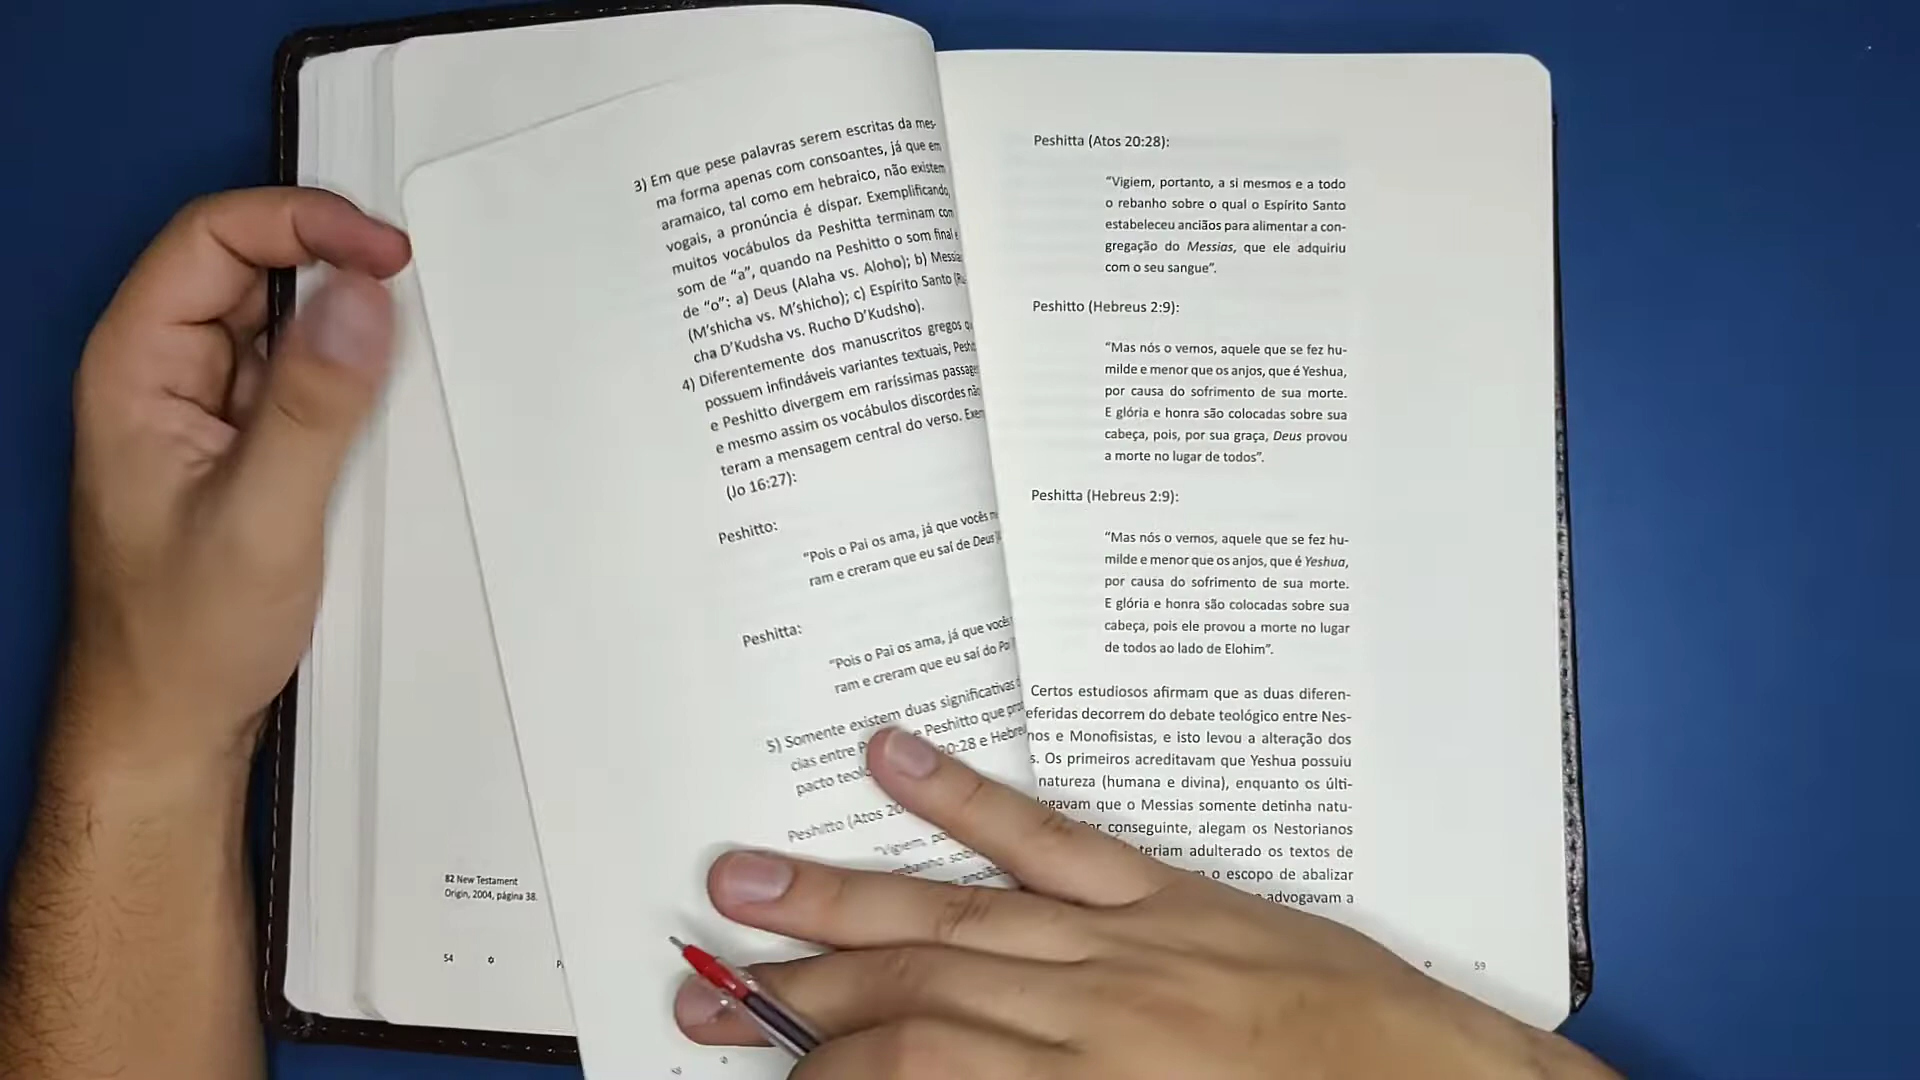 3) Em que pese palavras serem escritas da mes-
ma forma apenas com consoantes, já que em
aramaico, tal como em hebraico, não existem
vogais, a pronúncia é díspar. Exemplificando,
muitos vocábulos da Peshitta terminam com
som de “a”, quando na Peshitto o som final
de “o”: a) Deus (Alaha vs. Aloho); b) Messia
(M’shicha vs. M’shicho); c) Espírito Santo (Ru
cha D’Kudsha vs. Rucho D’Kudsho).
4) Diferentemente dos manuscritos gregos
possuem infindáveis variantes textuais,
e Peshitto divergem em raríssimas
e mesmo assim os vocábulos discordes
teram a mensagem central do verso.
(Jo 16:27):
Peshitto:
“Pois o Pai os ama, já que vocês
ram e creram que eu saí de Deus
Peshitta:
“Pois o Pai os ama, já que
ram e creram que eu saí do
5) Somente existem duas significativas
cias entre e Peshitto que
pacto 20:28 e
Peshitto (Atos
“Vigiem,
82 New Testament
Origin, 2004, página 38.
54 ✡
Peshitta (Atos 20:28):
“Vigiem, portanto, a si mesmos e a todo
o rebanho sobre o qual o Espírito Santo
estabeleceu anciãos para alimentar a con-
gregação do Messias, que ele adquiriu
com o seu sangue”.
Peshitto (Hebreus 2:9):
“Mas nós o vemos, aquele que se fez hu-
milde e menor que os anjos, que é Yeshua,
por causa do sofrimento de sua morte.
E glória e honra são colocadas sobre sua
cabeça, pois, por sua graça, Deus provou
a morte no lugar de todos”.
Peshitta (Hebreus 2:9):
“Mas nós o vemos, aquele que se fez hu-
milde e menor que os anjos, que é Yeshua,
por causa do sofrimento de sua morte.
E glória e honra são colocadas sobre sua
cabeça, pois ele provou a morte no lugar
de todos ao lado de Elohim”.
Certos estudiosos afirmam que as duas diferen-
eferidas decorrem do debate teológico entre Nes-
nos e Monofisistas, e isto levou a alteração dos
s. Os primeiros acreditavam que Yeshua possuiu
natureza (humana e divina), enquanto os últi-
legavam que o Messias somente detinha natu-
Por conseguinte, alegam os Nestorianos
teriam adulterado os textos de
o escopo de abalizar
advogavam a
✡ 59